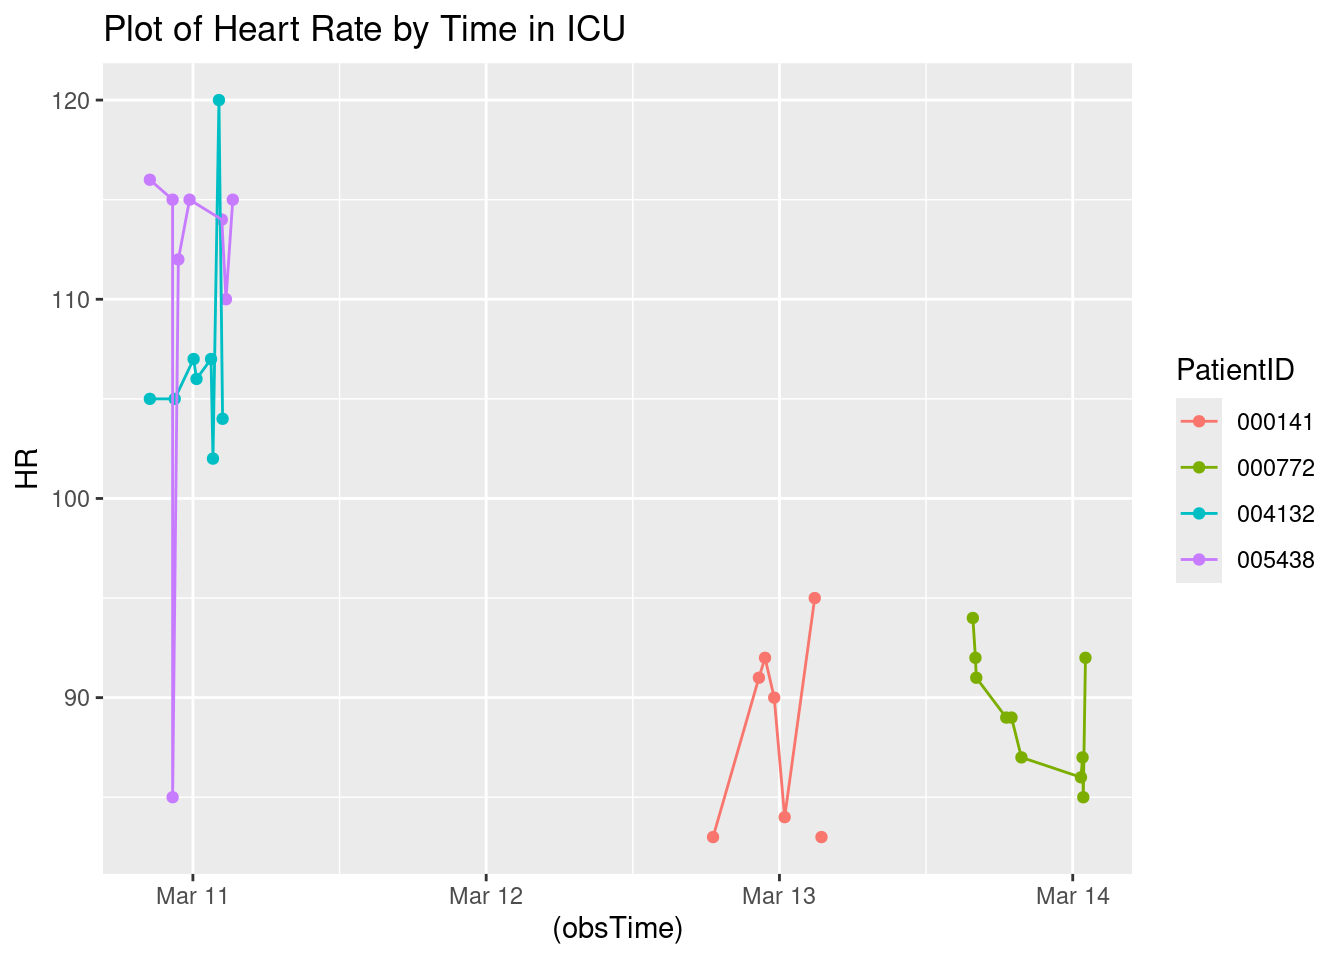 Plot of Heart Rate by Time in ICU
120
110
100
90
HR
Mar 11
Mar 12
Mar 13
Mar 14
(obsTime)
PatientID
000141
000772
004132
005438